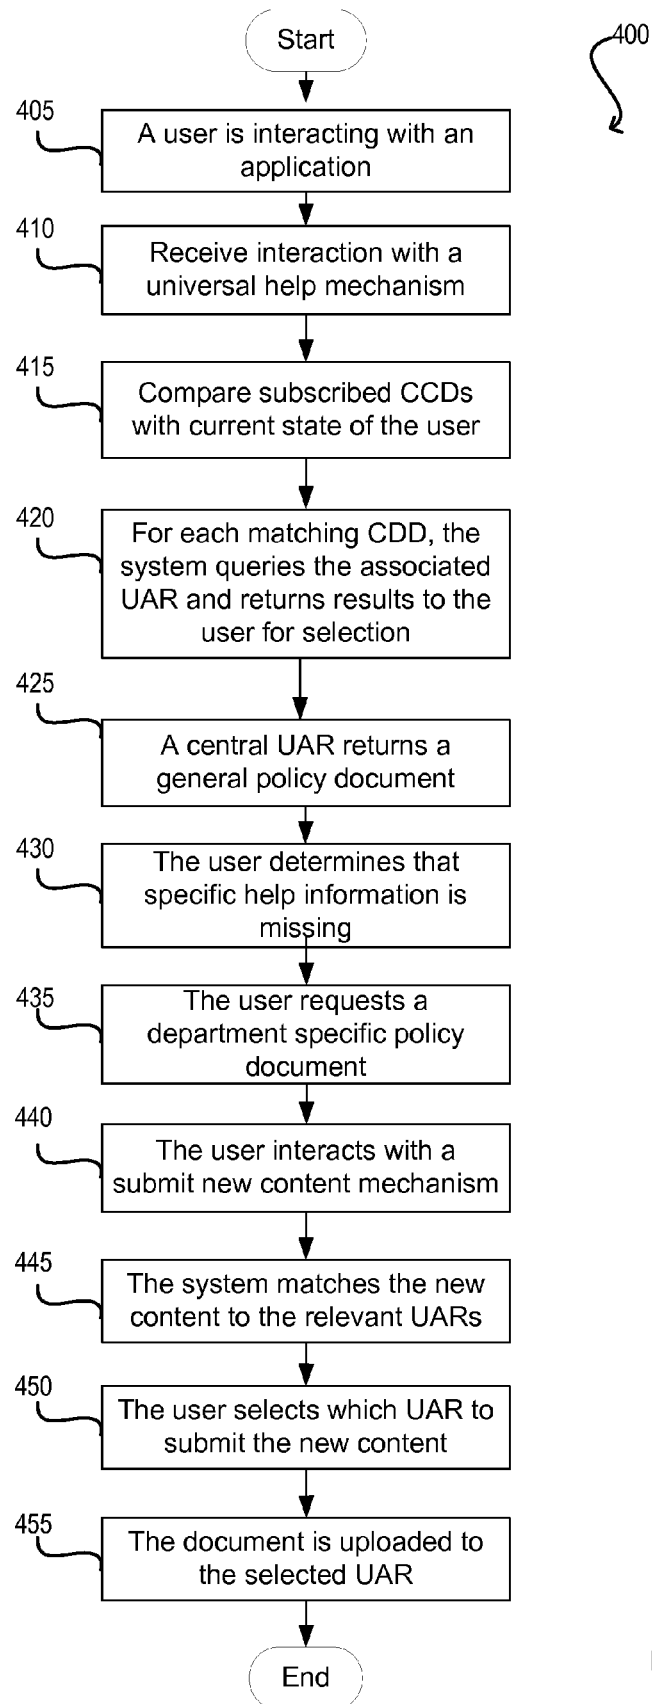 Start
400
405
A user is interacting with an
application
410
Receive interaction with a
universal help mechanism
415
Compare subscribed CCDs
with current state of the user
420
For each matching CDD, the
system queries the associated
UAR and returns results to the
user for selection
425
A central UAR returns a
general policy document
430
The user determines that
specific help information is
missing
435
The user requests a
department specific policy
document
440
The user interacts with a
submit new content mechanism
445
The system matches the new
content to the relevant UARs
450
The user selects which UAR to
submit the new content
455
The document is uploaded to
the selected UAR
End